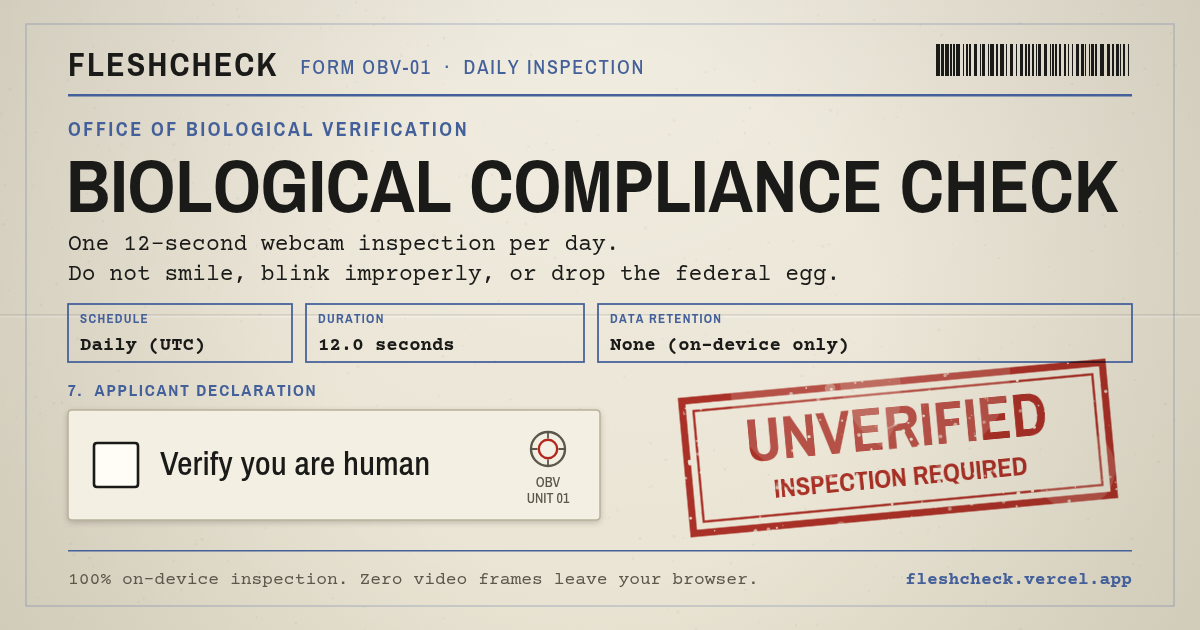 FLESHCHECK FORM OBV-01 · DAILY INSPECTION
OFFICE OF BIOLOGICAL VERIFICATION
BIOLOGICAL COMPLIANCE CHECK
One 12-second webcam inspection per day.
Do not smile, blink improperly, or drop the federal egg.
SCHEDULE
Daily (UTC)
DURATION
12.0 seconds
DATA RETENTION
None (on-device only)
7. APPLICANT DECLARATION
Verify you are human
OBV
UNIT 01
UNVERIFIED
INSPECTION REQUIRED
100% on-device inspection. Zero video frames leave your browser.
fleshcheck.vercel.app